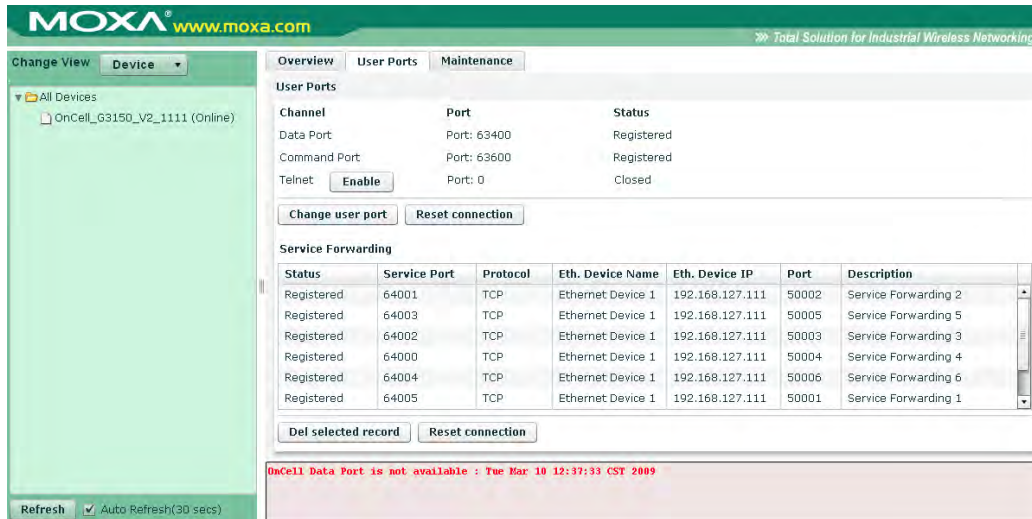 MOXA® www.moxa.com
Total Solution for Industrial Wireless Networking
Change View Device
All Devices
OnCell_G3150_V2_1111 (Online)
Refresh Auto Refresh(30 secs)
Overview User Ports Maintenance
User Ports
Channel Port Status
Data Port Port: 63400 Registered
Command Port Port: 63600 Registered
Telnet Enable Port: 0 Closed
Change user port Reset connection
Service Forwarding
Status Service Port Protocol Eth. Device Name Eth. Device IP Port Description
Registered 64001 TCP Ethernet Device 1 192.168.127.111 50002 Service Forwarding 2
Registered 64003 TCP Ethernet Device 1 192.168.127.111 50005 Service Forwarding 5
Registered 64002 TCP Ethernet Device 1 192.168.127.111 50003 Service Forwarding 3
Registered 64000 TCP Ethernet Device 1 192.168.127.111 50004 Service Forwarding 4
Registered 64004 TCP Ethernet Device 1 192.168.127.111 50006 Service Forwarding 6
Registered 64005 TCP Ethernet Device 1 192.168.127.111 50001 Service Forwarding 1
Del selected record Reset connection
OnCell Data Port is not available : Tue Mar 10 12:37:33 CST 2009